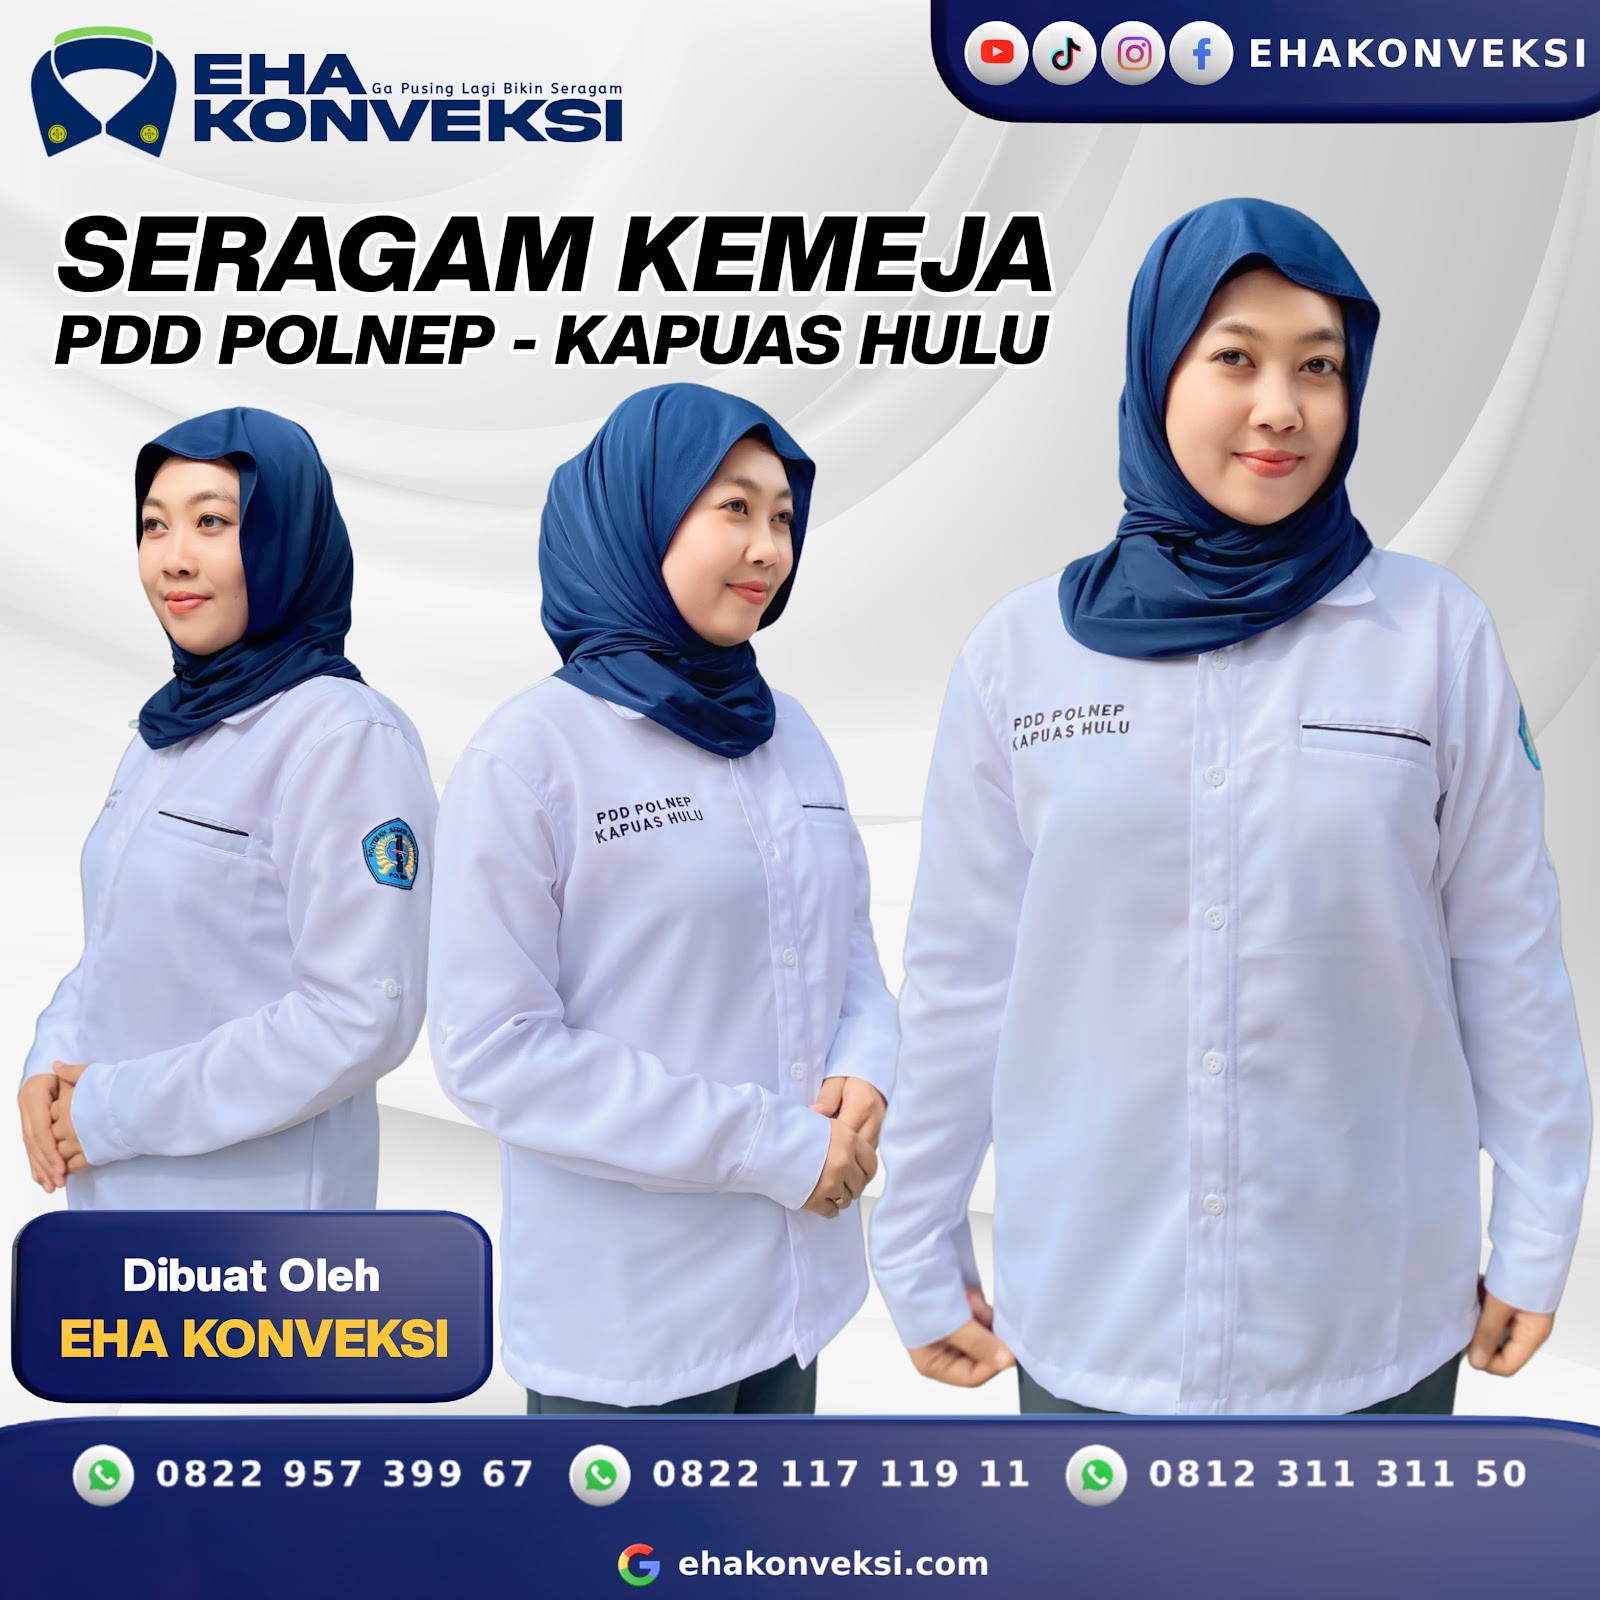 EHA
Ga Pusing Lagi Bikin Seragam
KONVEKSI
EHAKONVEKSI
SERAGAM KEMEJA
PDD POLNEP - KAPUAS HULU
PDD POLNEP
KAPUAS HULU
PDD POLNEP
KAPUAS HULU
POLNEP
Dibuat Oleh
EHA KONVEKSI
0822 957 399 67
0822 117 119 11
0812 311 311 50
ehakonveksi.com